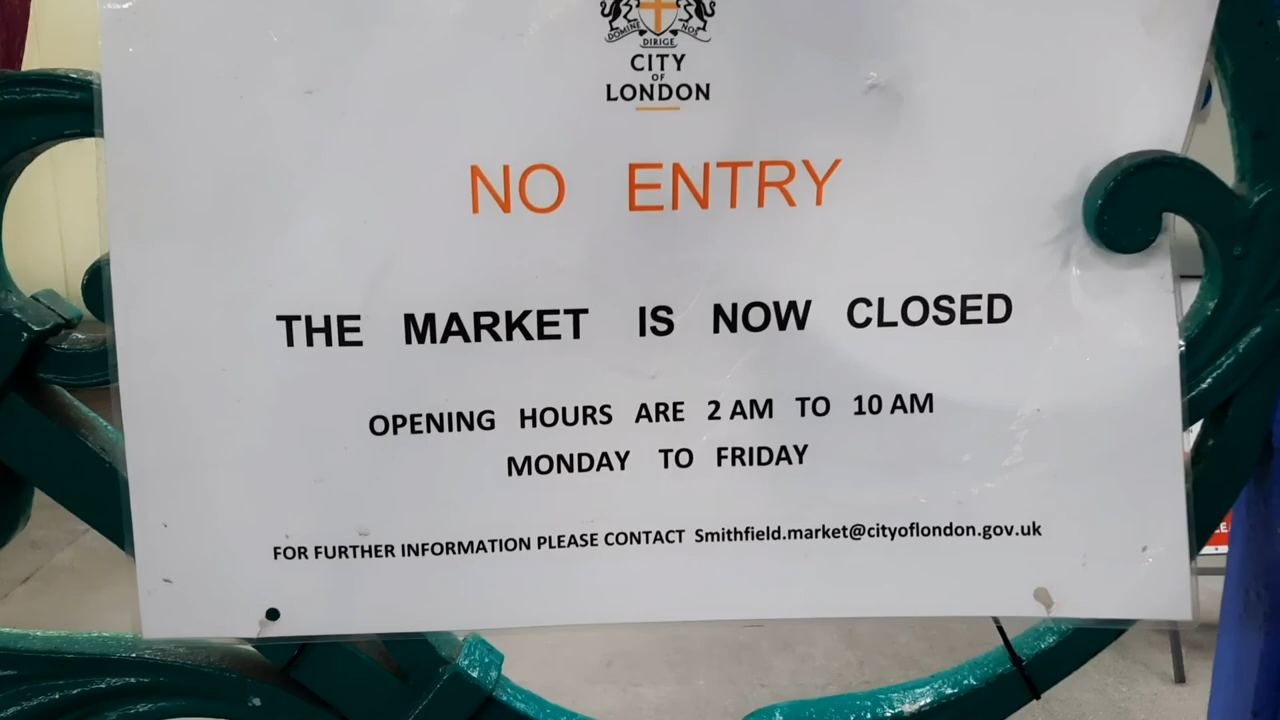 DOMINE DIRIGE NOS
CITY
OF
LONDON
NO ENTRY
THE MARKET IS NOW CLOSED
OPENING HOURS ARE 2 AM TO 10 AM
MONDAY TO FRIDAY
FOR FURTHER INFORMATION PLEASE CONTACT Smithfield.market@cityoflondon.gov.uk